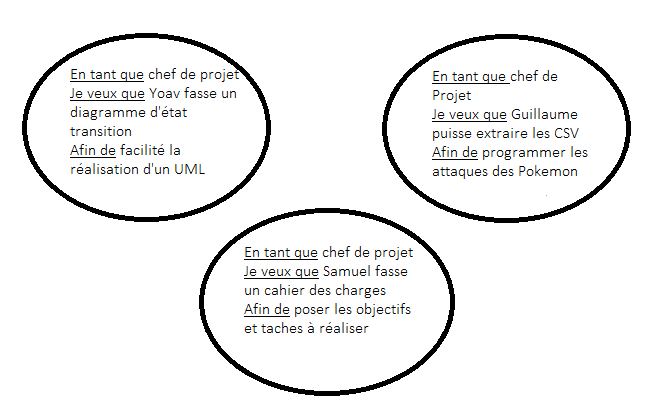 En tant que chef de projet
Je veux que Yoav fasse un
diagramme d'état
transition
Afin de facilité la
réalisation d'un UML
En tant que chef de
Projet
Je veux que Guillaume
puisse extraire les CSV
Afin de programmer les
attaques des Pokemon
En tant que chef de projet
Je veux que Samuel fasse
un cahier des charges
Afin de poser les objectifs
et taches à réaliser